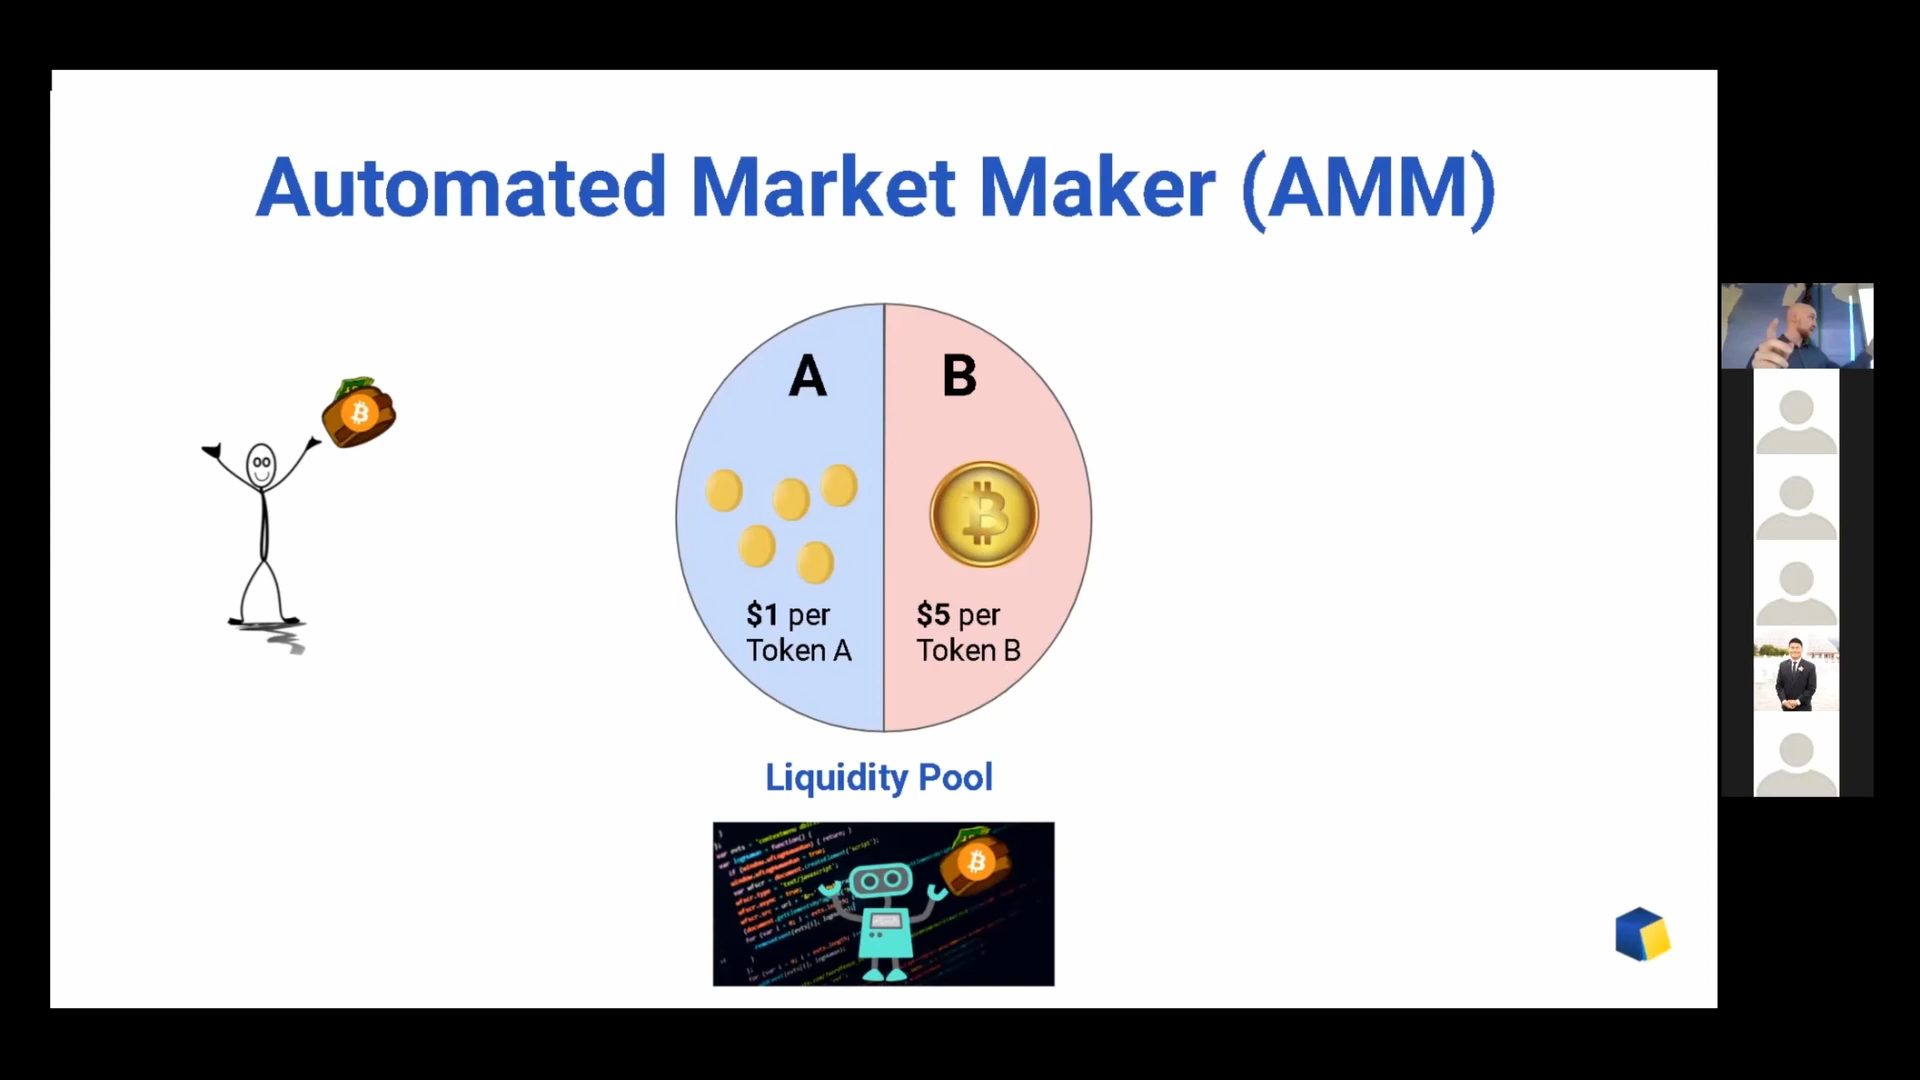 Automated Market Maker (AMM)
A
B
$1 per
Token A
$5 per
Token B
Liquidity Pool